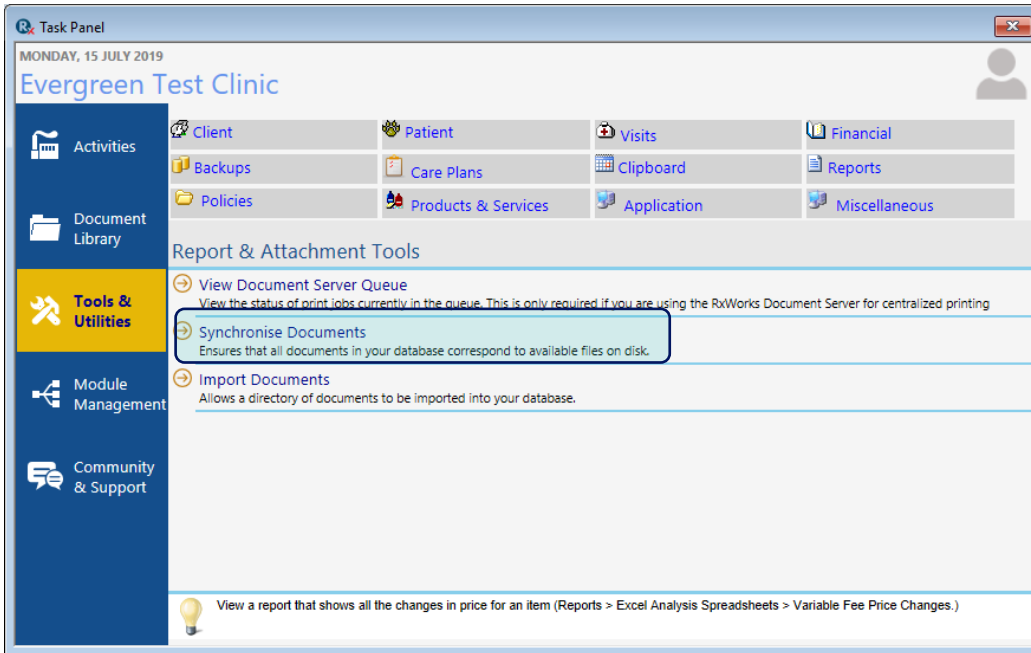 Rx Task Panel
MONDAY, 15 JULY 2019
Evergreen Test Clinic
Activities
Document
Library
Tools &
Utilities
Module
Management
Community
& Support
Client
Patient
Visits
Financial
Backups
Care Plans
Clipboard
Reports
Policies
Products & Services
Application
Miscellaneous
Report & Attachment Tools
View Document Server Queue
View the status of print jobs currently in the queue. This is only required if you are using the RxWorks Document Server for centralized printing
Synchronise Documents
Ensures that all documents in your database correspond to available files on disk.
Import Documents
Allows a directory of documents to be imported into your database.
View a report that shows all the changes in price for an item (Reports > Excel Analysis Spreadsheets > Variable Fee Price Changes.)